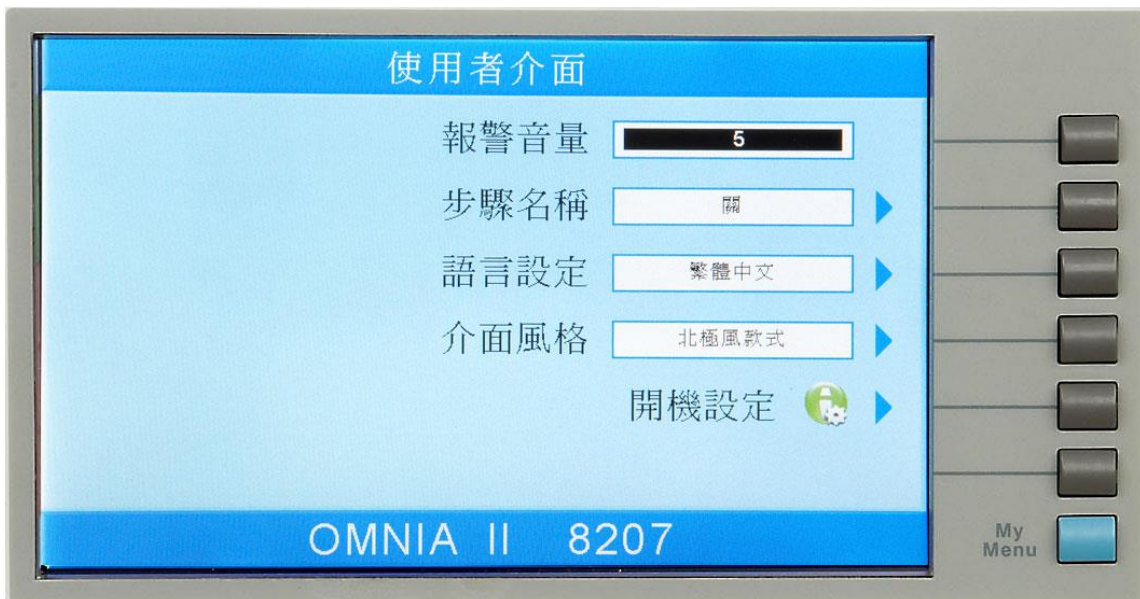 使用者介面
報警音量 5
步驟名稱 關
語言設定 繁體中文
介面風格 北極風款式
開機設定
OMNIA II 8207
My
Menu